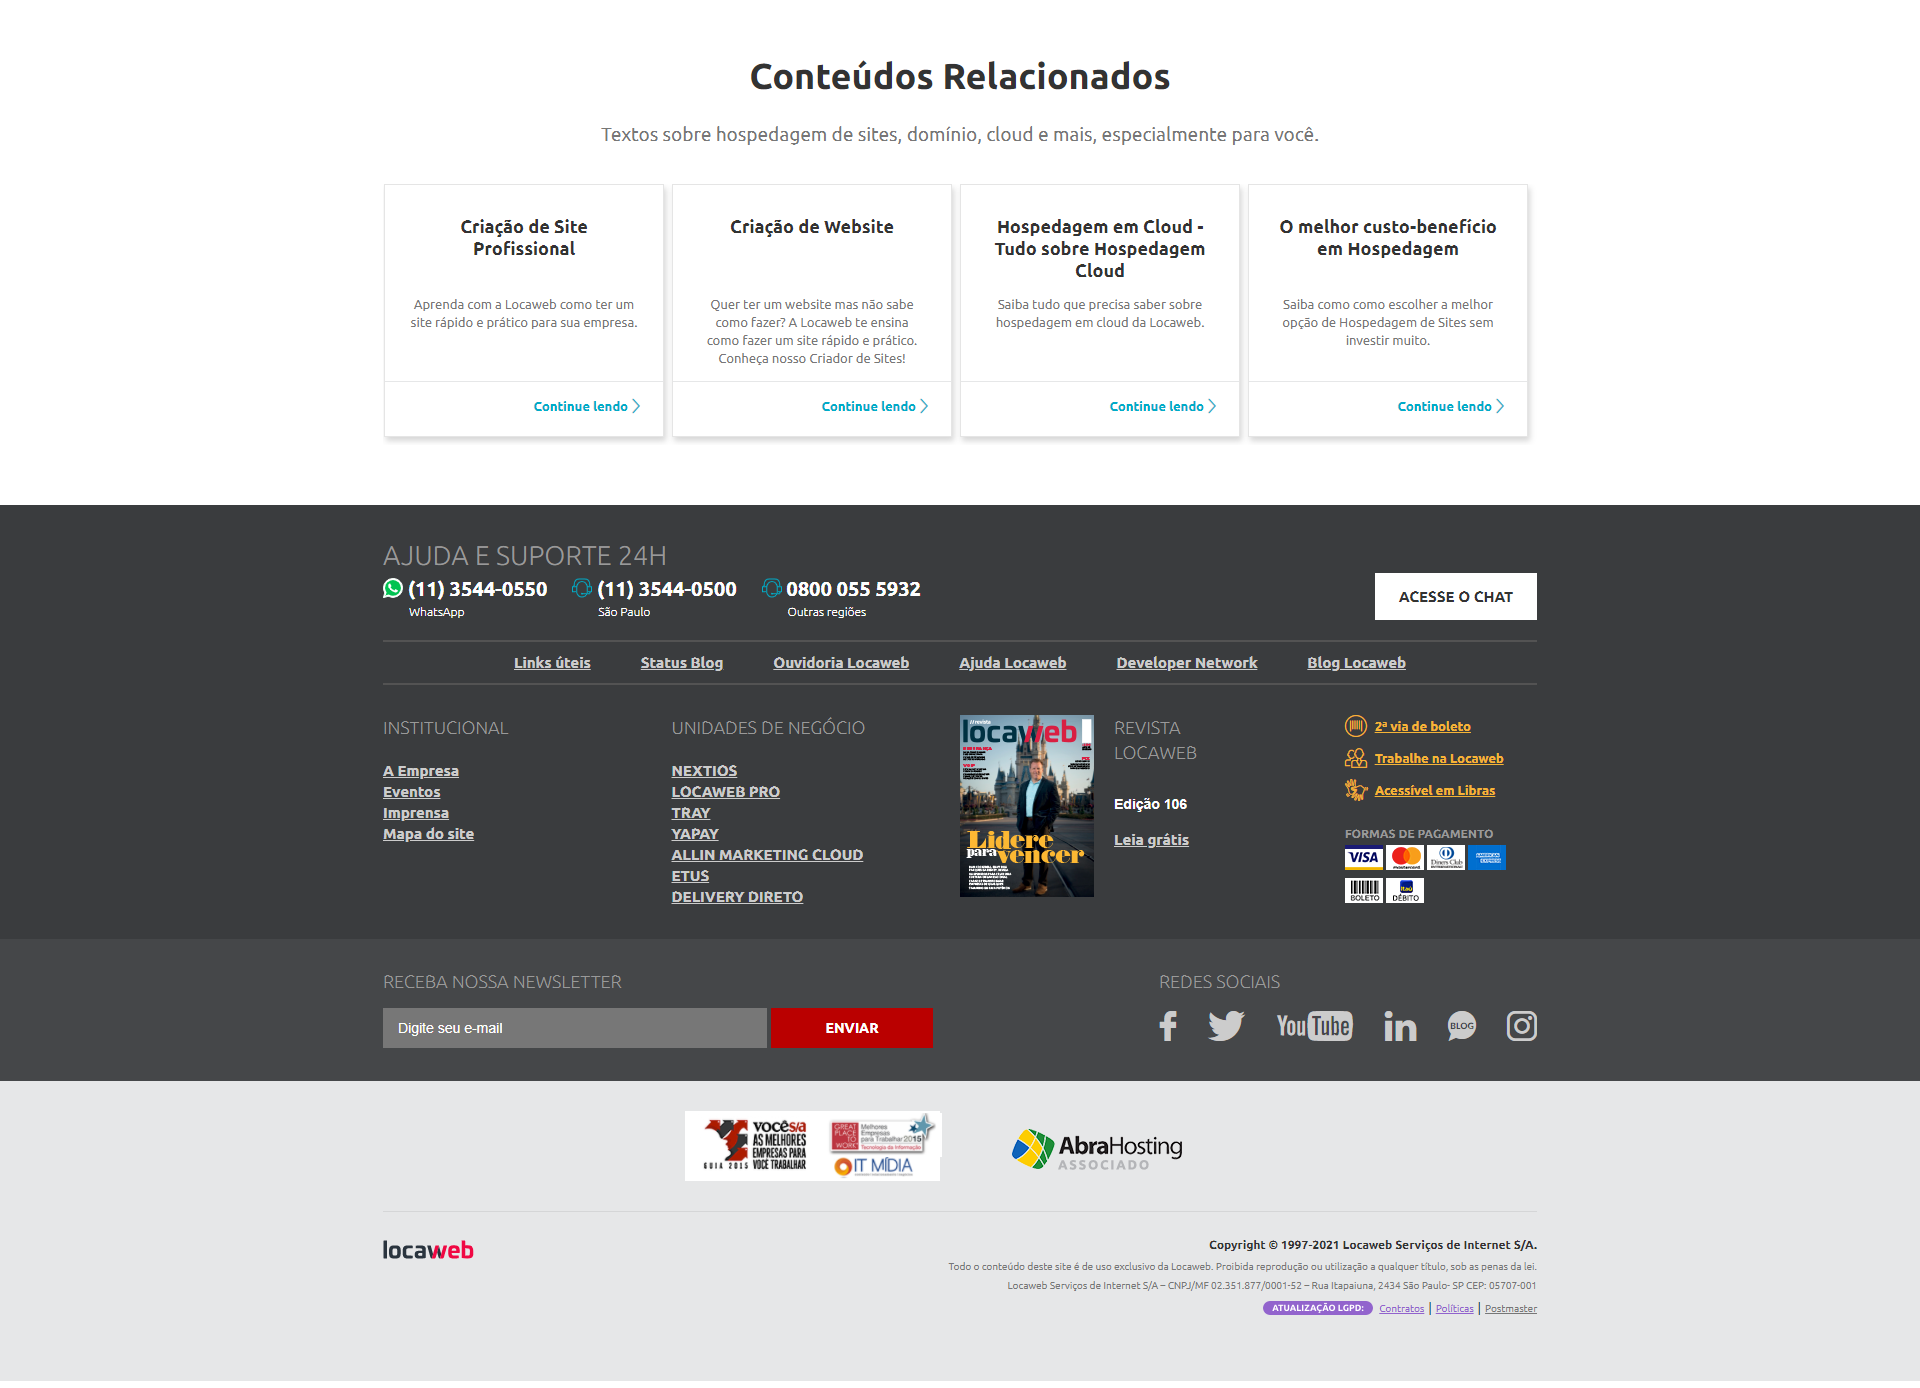 Conteúdos Relacionados
Textos sobre hospedagem de sites, domínio, cloud e mais, especialmente para você.
Criação de Site
Profissional
Aprenda com a Locaweb como ter um
site rápido e prático para sua empresa.
Continue lendo
Criação de Website
Quer ter um website mas não sabe
como fazer? A Locaweb te ensina
como fazer um site rápido e prático.
Conheça nosso Criador de Sites!
Continue lendo
Hospedagem em Cloud -
Tudo sobre Hospedagem
Cloud
Saiba tudo que precisa saber sobre
hospedagem em cloud da Locaweb.
Continue lendo
O melhor custo-benefício
em Hospedagem
Saiba como como escolher a melhor
opção de Hospedagem de Sites sem
investir muito.
Continue lendo
AJUDA E SUPORTE 24H
(11) 3544-0550
WhatsApp
(11) 3544-0500
São Paulo
0800 055 5932
Outras regiões
ACESSE O CHAT
Links úteis
Status Blog
Ouvidoria Locaweb
Ajuda Locaweb
Developer Network
Blog Locaweb
INSTITUCIONAL
A Empresa
Eventos
Imprensa
Mapa do site
UNIDADES DE NEGÓCIO
NEXTIOS
LOCAWEB PRO
TRAY
YAPAY
ALLIN MARKETING CLOUD
ETUS
DELIVERY DIRETO
revista
locaweb
Lidere
para vencer
REVISTA
LOCAWEB
Edição 106
Leia grátis
2ª via de boleto
Trabalhe na Locaweb
Acessível em Libras
FORMAS DE PAGAMENTO
VISA
mastercard
Diners Club
AMERICAN EXPRESS
BOLETO
Itaú
DÉBITO
RECEBA NOSSA NEWSLETTER
Digite seu e-mail
ENVIAR
REDES SOCIAIS
YouTube
in
BLOG
VOCÊ S/A
AS MELHORES
EMPRESAS PARA
VOCÊ TRABALHAR
GUIA 2015
GREAT
PLACE
TO
WORK
Melhores
Empresas
para Trabalhar 2015
Tecnologia da Informação
IT MÍDIA
AbraHosting
ASSOCIADO
locaweb
Copyright © 1997-2021 Locaweb Serviços de Internet S/A.
Todo o conteúdo deste site é de uso exclusivo da Locaweb. Proibida reprodução ou utilização a qualquer título, sob as penas da lei.
Locaweb Serviços de Internet S/A – CNPJ/MF 02.351.877/0001-52 – Rua Itapaiuna, 2434 São Paulo- SP CEP: 05707-001
ATUALIZAÇÃO LGPD: Contratos | Políticas | Postmaster